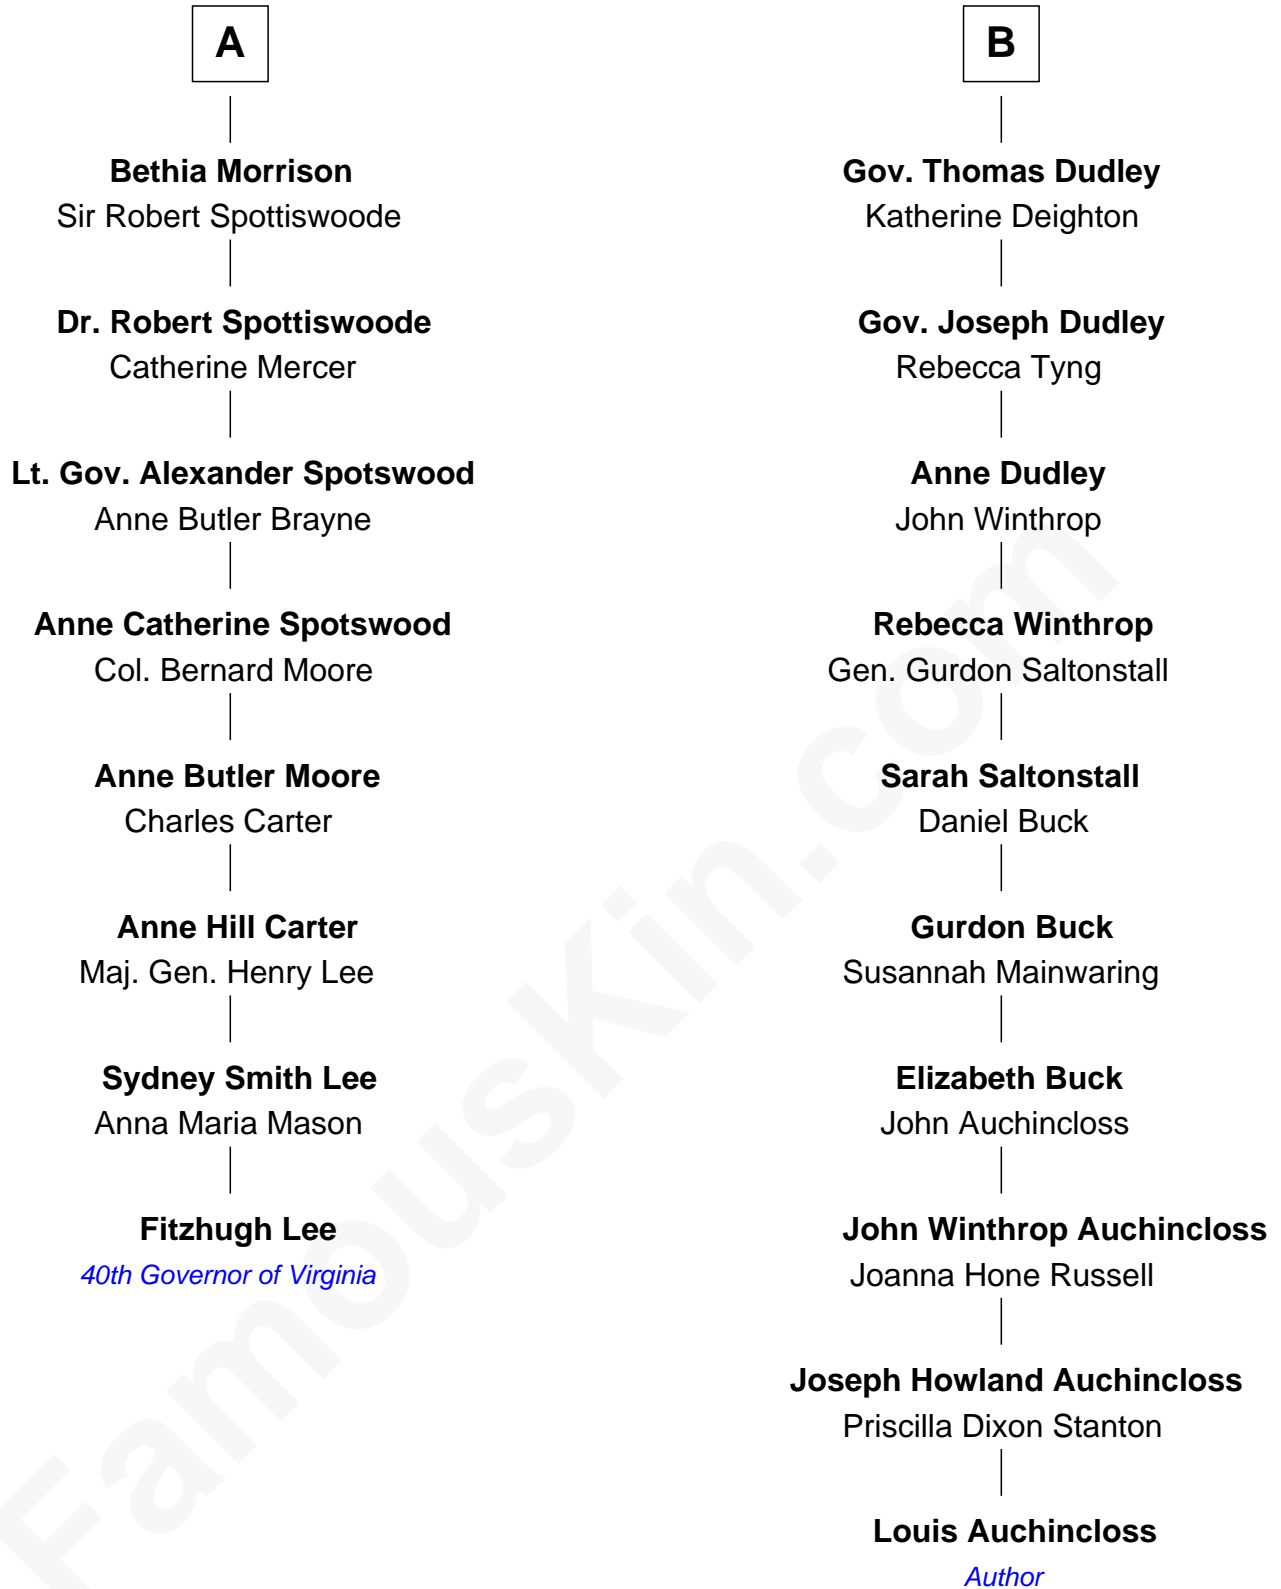 A
Bethia Morrison
Sir Robert Spottiswoode
Dr. Robert Spottiswoode
Catherine Mercer
Lt. Gov. Alexander Spotswood
Anne Butler Brayne
Anne Catherine Spotswood
Col. Bernard Moore
Anne Butler Moore
Charles Carter
Anne Hill Carter
Maj. Gen. Henry Lee
Sydney Smith Lee
Anna Maria Mason
Fitzhugh Lee
40th Governor of Virginia
B
Gov. Thomas Dudley
Katherine Deighton
Gov. Joseph Dudley
Rebecca Tyng
Anne Dudley
John Winthrop
Rebecca Winthrop
Gen. Gurdon Saltonstall
Sarah Saltonstall
Daniel Buck
Gurdon Buck
Susannah Mainwaring
Elizabeth Buck
John Auchincloss
John Winthrop Auchincloss
Joanna Hone Russell
Joseph Howland Auchincloss
Priscilla Dixon Stanton
Louis Auchincloss
Author
FamousKin.com